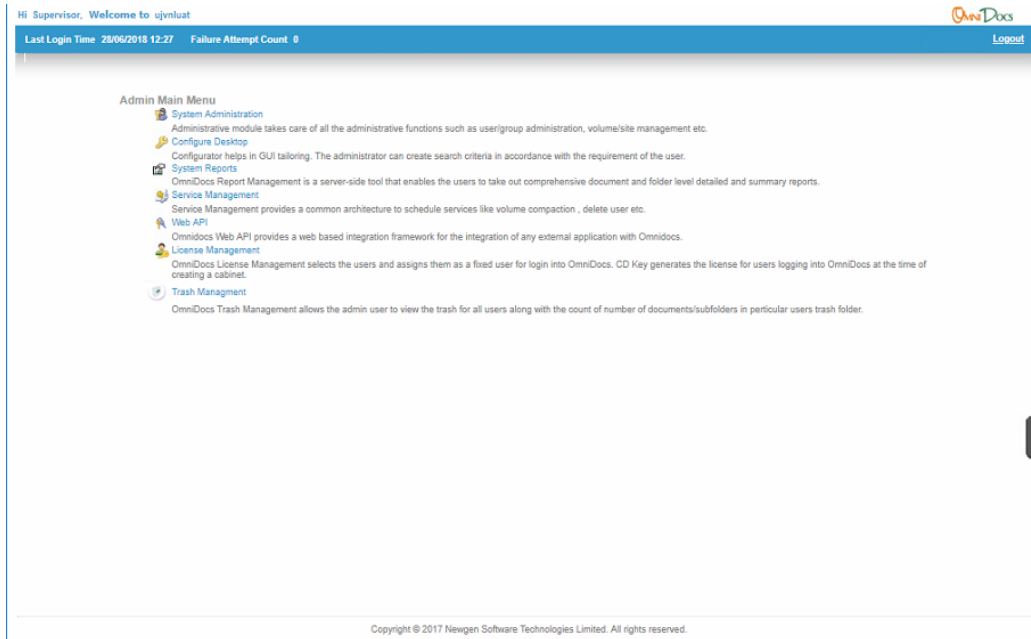 Hi Supervisor, Welcome to ujvnluat
OmniDocs
Last Login Time 28/06/2018 12:27 Failure Attempt Count 0
Logout
Admin Main Menu
System Administration
Administrative module takes care of all the administrative functions such as user/group administration, volume/site management etc.
Configure Desktop
Configurator helps in GUI tailoring. The administrator can create search criteria in accordance with the requirement of the user.
System Reports
OmniDocs Report Management is a server-side tool that enables the users to take out comprehensive document and folder level detailed and summary reports.
Service Management
Service Management provides a common architecture to schedule services like volume compaction , delete user etc.
Web API
Omnidocs Web API provides a web based integration framework for the integration of any external application with Omnidocs.
License Management
OmniDocs License Management selects the users and assigns them as a fixed user for login into OmniDocs. CD Key generates the license for users logging into OmniDocs at the time of
creating a cabinet.
Trash Managment
OmniDocs Trash Management allows the admin user to view the trash for all users along with the count of number of documents/subfolders in perticular users trash folder.
Copyright © 2017 Newgen Software Technologies Limited. All rights reserved.